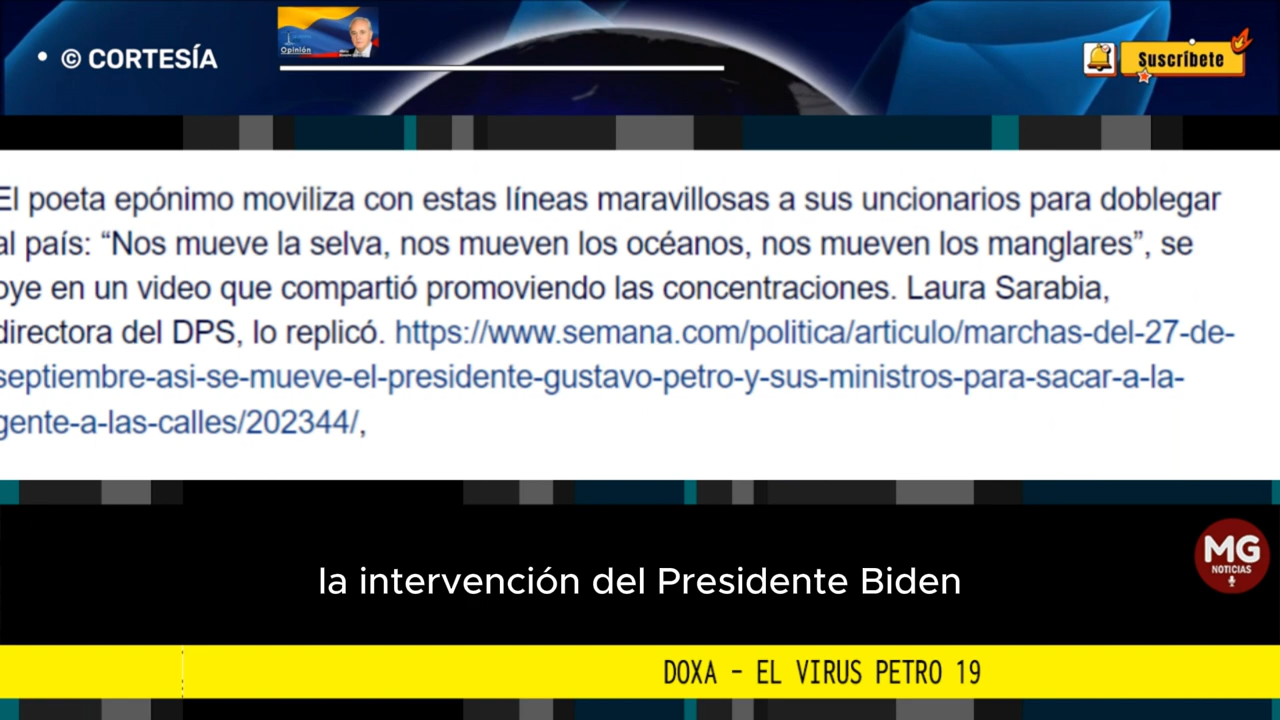 • © CORTESÍA
Opinión
Suscríbete
El poeta epónimo moviliza con estas líneas maravillosas a sus uncionarios para doblegar
al país: “Nos mueve la selva, nos mueven los océanos, nos mueven los manglares”, se
oye en un video que compartió promoviendo las concentraciones. Laura Sarabia,
directora del DPS, lo replicó. https://www.semana.com/politica/articulo/marchas-del-27-de-
septiembre-asi-se-mueve-el-presidente-gustavo-petro-y-sus-ministros-para-sacar-a-la-
gente-a-las-calles/202344/,
MG
NOTICIAS
la intervención del Presidente Biden
DOXA - EL VIRUS PETRO 19